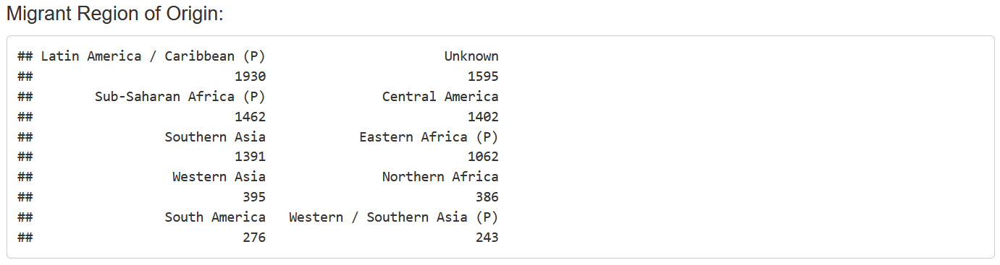 Migrant Region of Origin:
## Latin America / Caribbean (P)                       Unknown
##                          1930                          1595
##        Sub-Saharan Africa (P)               Central America
##                          1462                          1402
##                 Southern Asia            Eastern Africa (P)
##                          1391                          1062
##                  Western Asia               Northern Africa
##                           395                           386
##                 South America   Western / Southern Asia (P)
##                           276                           243